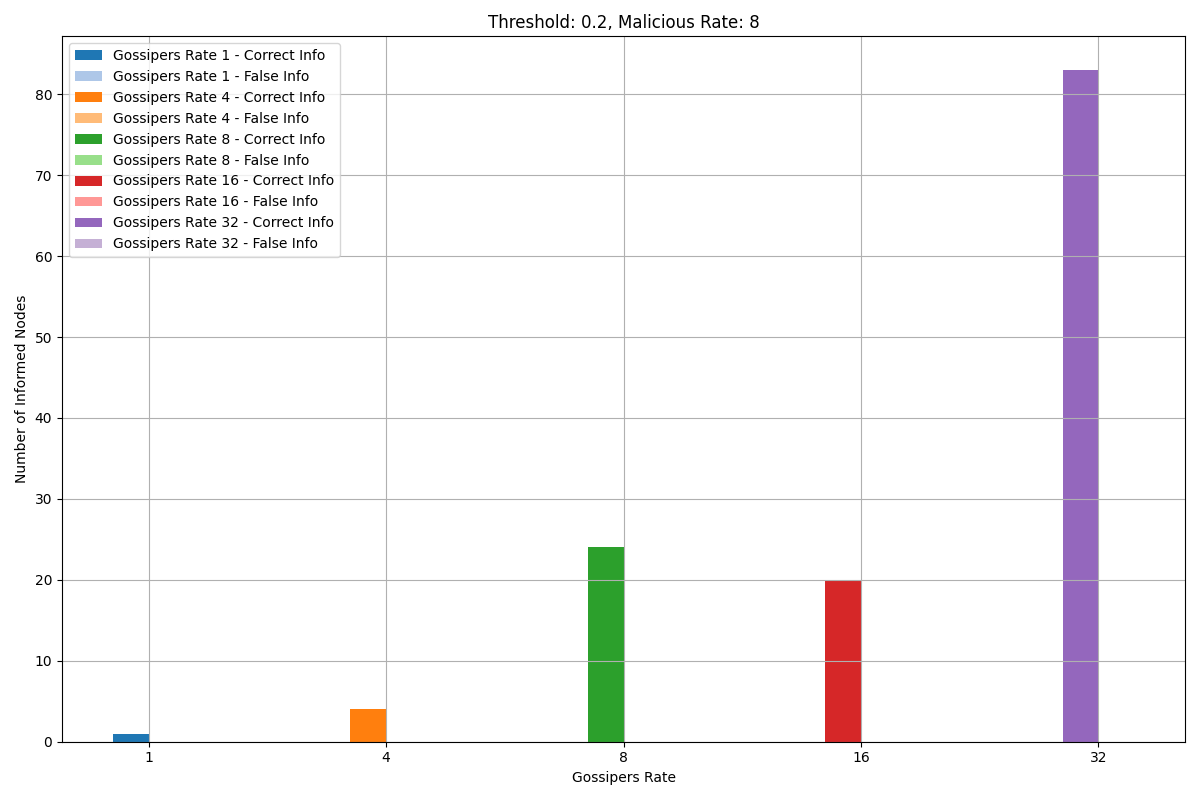 Threshold: 0.2, Malicious Rate: 8
Gossipers Rate 1 - Correct Info
Gossipers Rate 1 - False Info
Gossipers Rate 4 - Correct Info
Gossipers Rate 4 - False Info
Gossipers Rate 8 - Correct Info
Gossipers Rate 8 - False Info
Gossipers Rate 16 - Correct Info
Gossipers Rate 16 - False Info
Gossipers Rate 32 - Correct Info
Gossipers Rate 32 - False Info
Number of Informed Nodes
80
70
60
50
40
30
20
10
0
1 4 8 16 32
Gossipers Rate